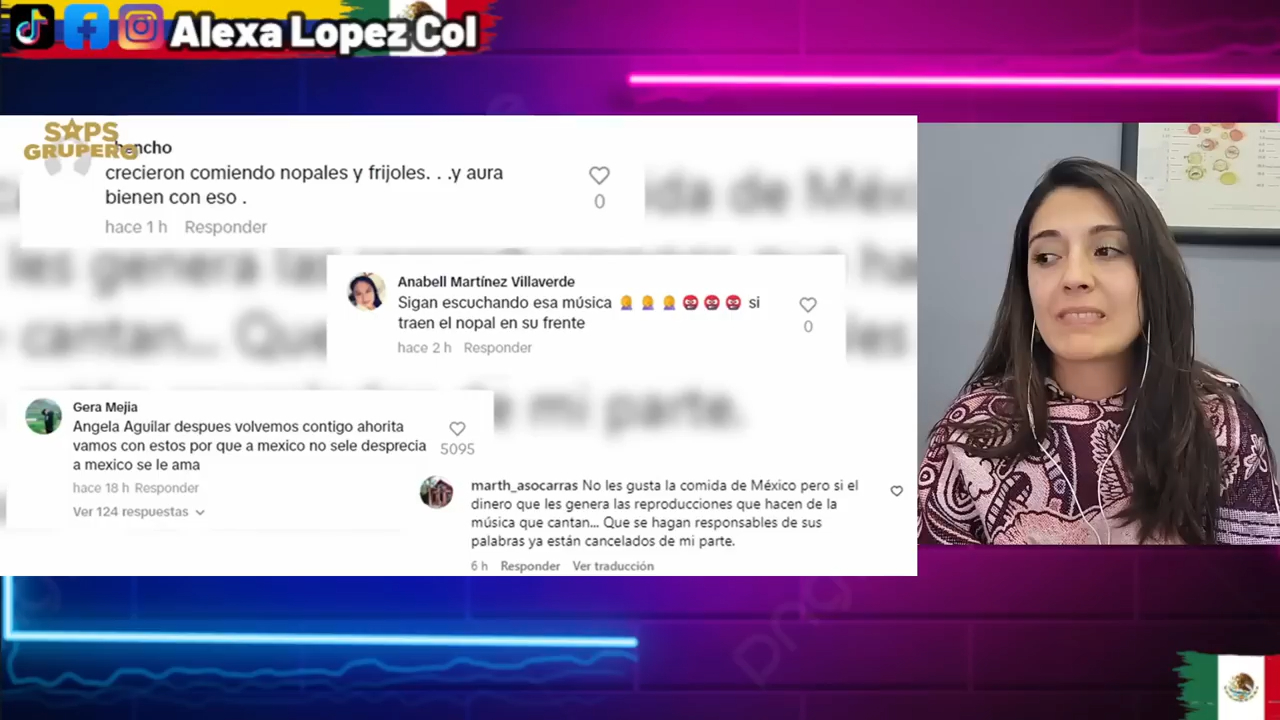 Alexa Lopez Col
SAPS
GRUPERO
crecieron comiendo nopales y frijoles. . .y aura
bienen con eso .
0
hace 1 h Responder
Anabell Martínez Villaverde
Sigan escuchando esa música 🤦‍♀️🤦‍♀️🤦‍♀️😡😡😡 si
traen el nopal en su frente
0
hace 2 h Responder
Gera Mejía
Angela Aguilar despues volvemos contigo ahorita
vamos con estos por que a mexico no sele desprecia
a mexico se le ama
5095
hace 18 h Responder
Ver 124 respuestas
marth_asocarras No les gusta la comida de México pero si el
dinero que les genera las reproducciones que hacen de la
música que cantan... Que se hagan responsables de sus
palabras ya están cancelados de mi parte.
6 h Responder Ver traducción